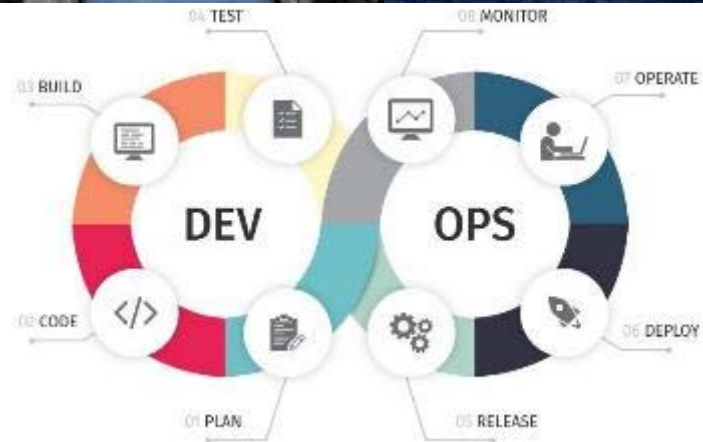 04 TEST
08 MONITOR
03 BUILD
07 OPERATE
DEV
OPS
</>
02 CODE
06 DEPLOY
01 PLAN
05 RELEASE